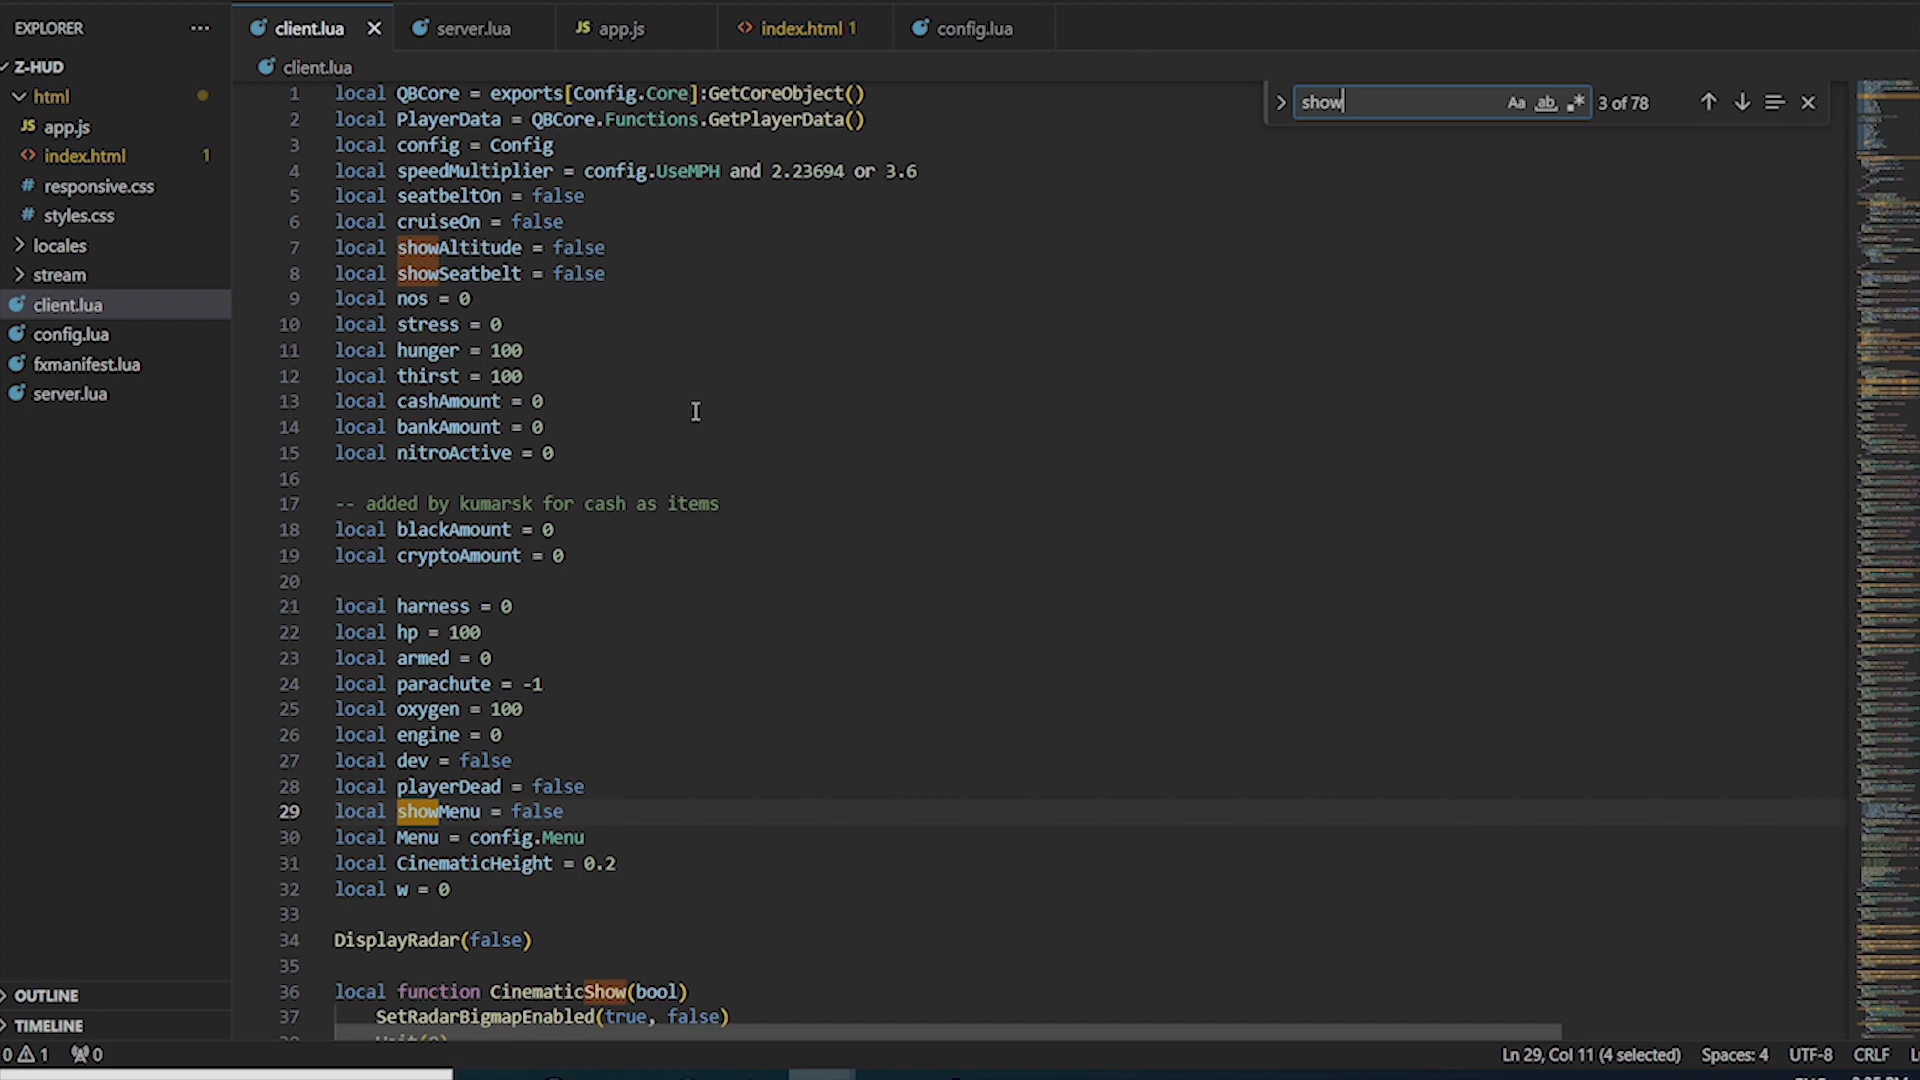 EXPLORER ...
client.lua
server.lua
JS app.js
index.html 1
config.lua
Z-HUD
html
JS app.js
index.html 1
# responsive.css
# styles.css
locales
stream
client.lua
config.lua
fxmanifest.lua
server.lua
OUTLINE
TIMELINE
client.lua
show
Aa ab .* 3 of 78
1 local QBCore = exports[Config.Core]:GetCoreObject()
2 local PlayerData = QBCore.Functions.GetPlayerData()
3 local config = Config
4 local speedMultiplier = config.UseMPH and 2.23694 or 3.6
5 local seatbeltOn = false
6 local cruiseOn = false
7 local showAltitude = false
8 local showSeatbelt = false
9 local nos = 0
10 local stress = 0
11 local hunger = 100
12 local thirst = 100
13 local cashAmount = 0
14 local bankAmount = 0
15 local nitroActive = 0
16
17 -- added by kumarsk for cash as items
18 local blackAmount = 0
19 local cryptoAmount = 0
20
21 local harness = 0
22 local hp = 100
23 local armed = 0
24 local parachute = -1
25 local oxygen = 100
26 local engine = 0
27 local dev = false
28 local playerDead = false
29 local showMenu = false
30 local Menu = config.Menu
31 local CinematicHeight = 0.2
32 local w = 0
33
34 DisplayRadar(false)
35
36 local function CinematicShow(bool)
37 SetRadarBigmapEnabled(true, false)
0 1 0
Ln 29, Col 11 (4 selected) Spaces: 4 UTF-8 CRLF